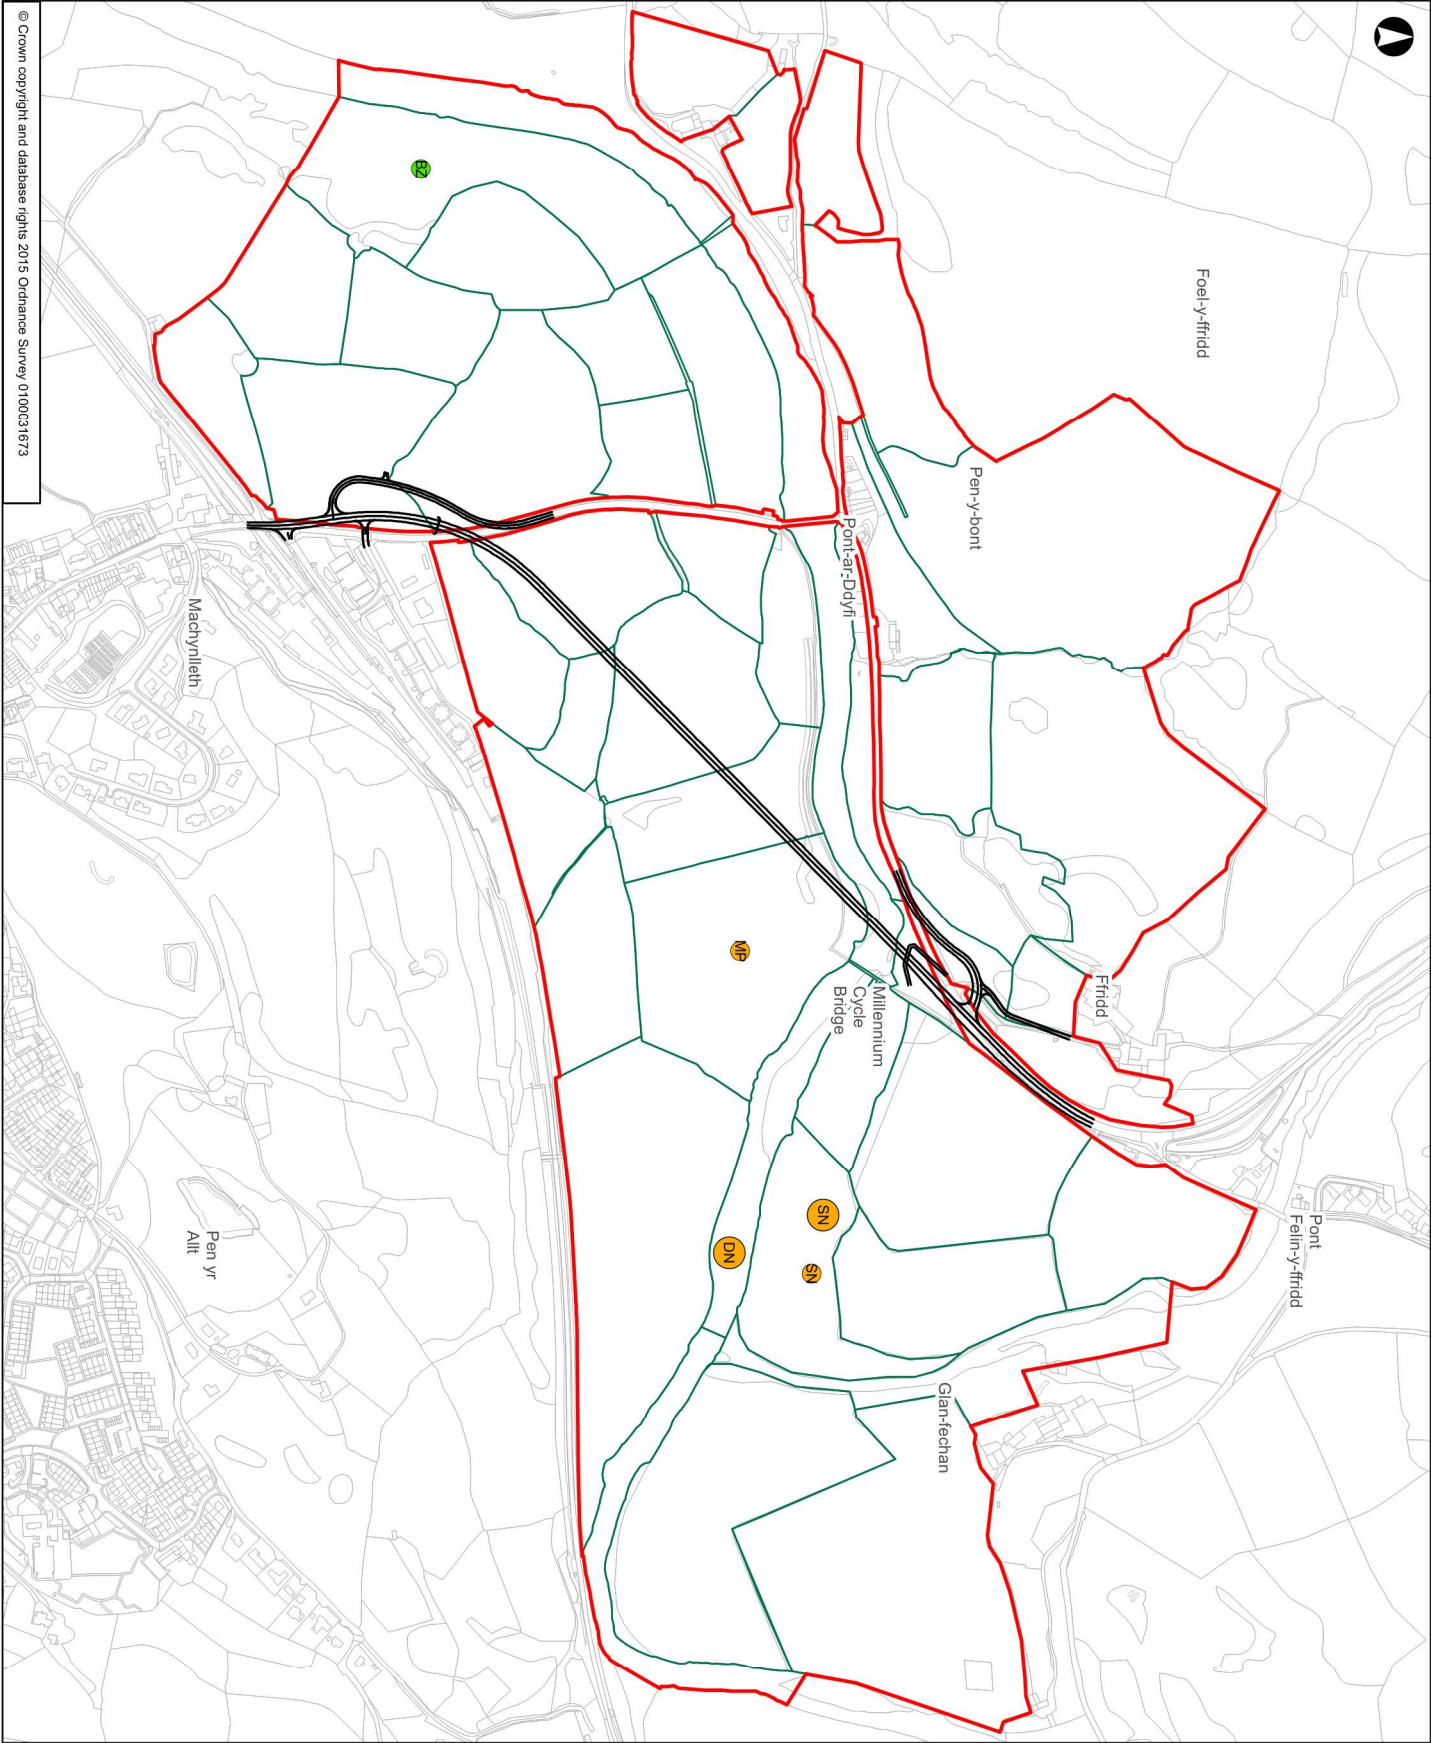 Foel-y-ffridd
Pen-y-bont
Pont-ar-Ddyfi
Ffridd
Pont
Felin-y-ffridd
Millennium
Cycle
Bridge
Glan-fechan
BZ
MP
SN
SN
DN
Machynlleth
Pen yr
Allt
© Crown copyright and database rights 2015 Ordnance Survey 0100031673